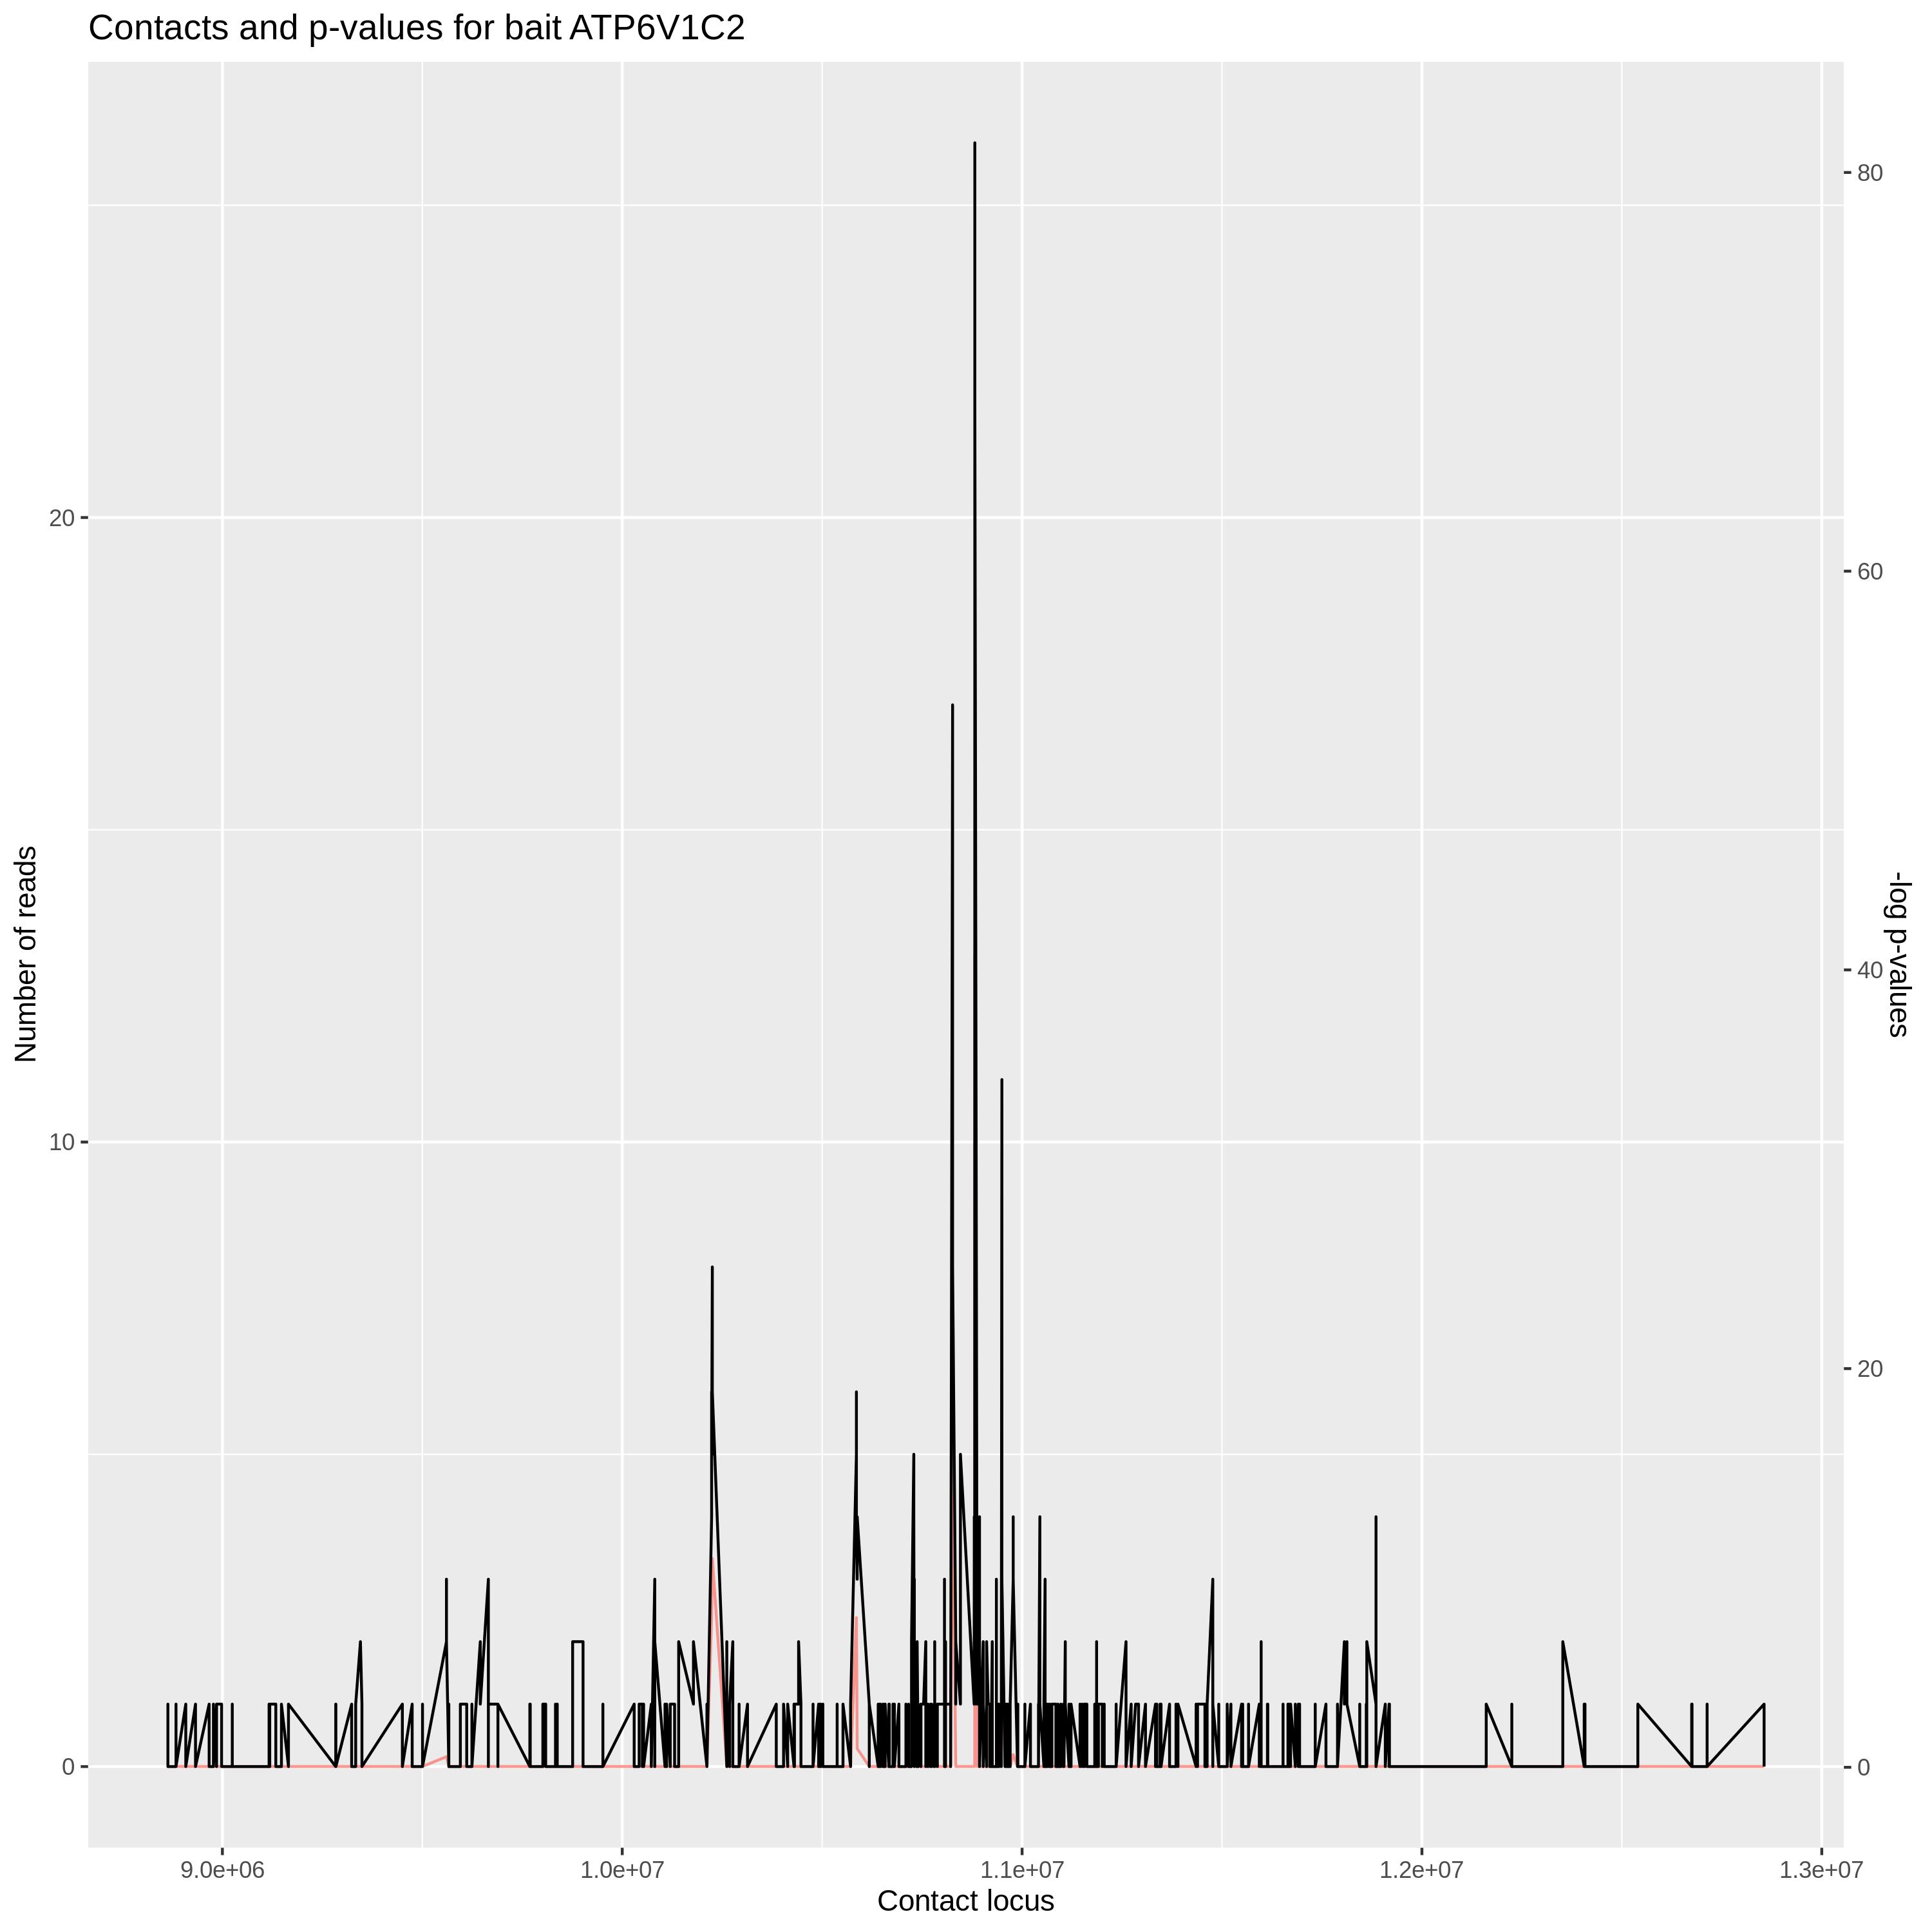 Contacts and p-values for bait ATP6V1C2
Number of reads
20
10
0
80
60
40
20
0
-log p-values
9.0e+06
1.0e+07
1.1e+07
1.2e+07
1.3e+07
Contact locus